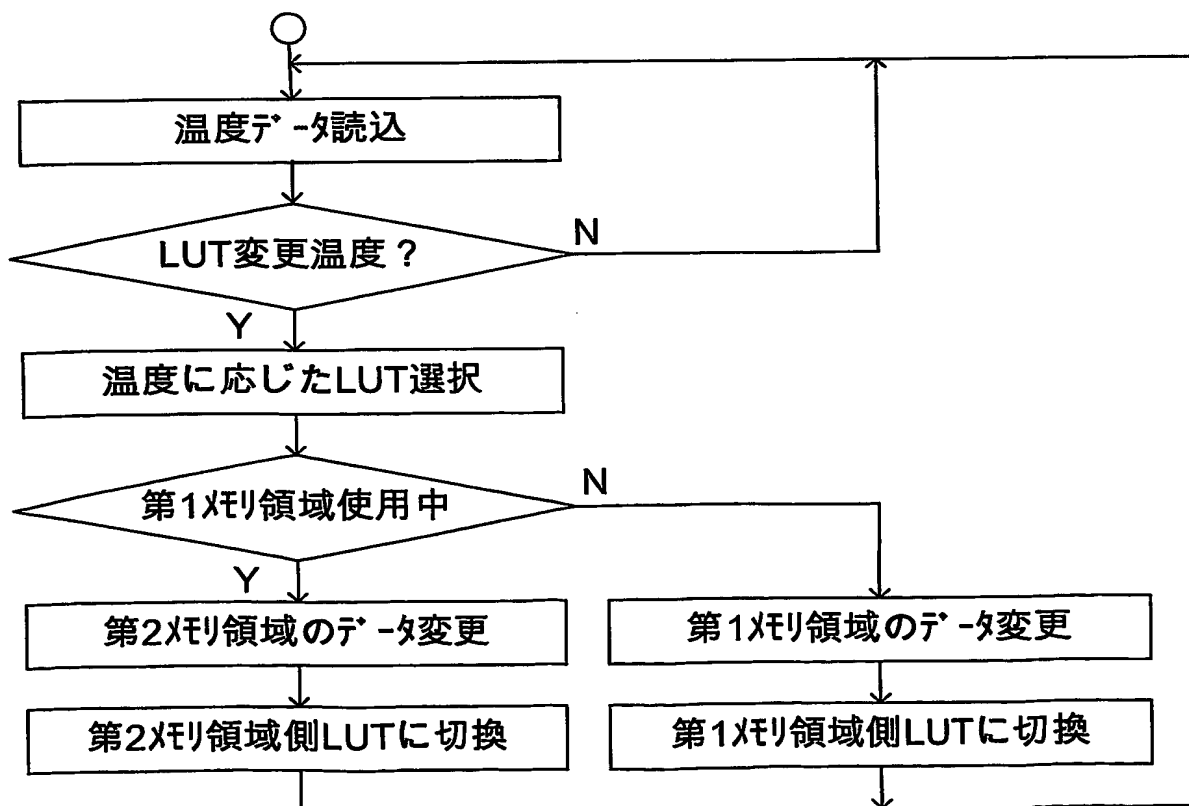 温度ﾃﾞｰﾀ読込
LUT変更温度？
N
Y
温度に応じたLUT選択
第1ﾒﾓﾘ領域使用中
N
Y
第2ﾒﾓﾘ領域のﾃﾞｰﾀ変更
第1ﾒﾓﾘ領域のﾃﾞｰﾀ変更
第2ﾒﾓﾘ領域側LUTに切換
第1ﾒﾓﾘ領域側LUTに切換